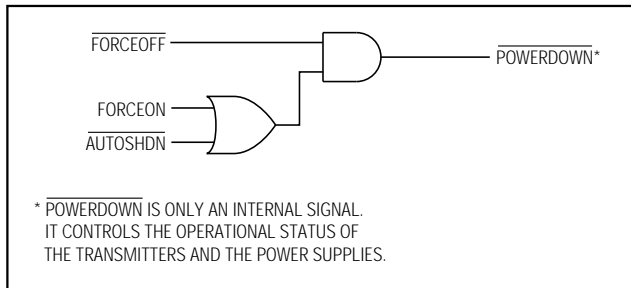 FORCEOFF
POWERDOWN*
FORCEON
AUTOSHDN
* POWERDOWN IS ONLY AN INTERNAL SIGNAL.
IT CONTROLS THE OPERATIONAL STATUS OF
THE TRANSMITTERS AND THE POWER SUPPLIES.